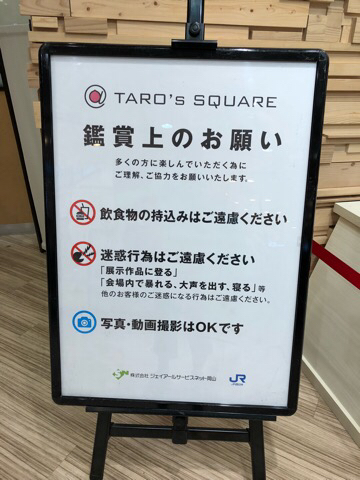 TARO's SQUARE
鑑賞上のお願い
多くの方に楽しんでいただく為に
ご理解、ご協力をお願いいたします。
飲食物の持込みはご遠慮ください
迷惑行為はご遠慮ください
「展示作品に登る」
「会場内で暴れる、大声を出す、寝る」等
他のお客様のご迷惑になる行為はご遠慮ください。
写真・動画撮影はOKです
株式会社 ジェイアールサービスネット岡山
JR